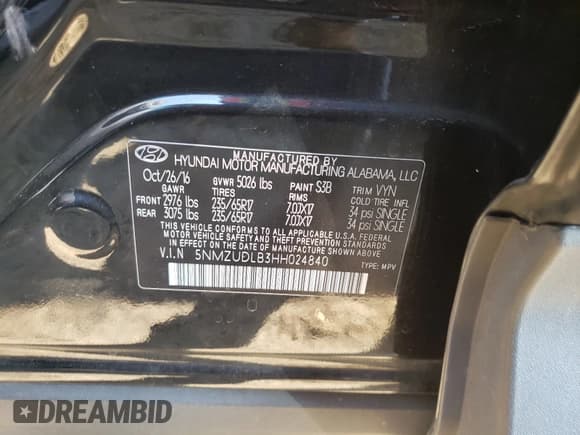 MANUFACTURED BY
HYUNDAI MOTOR MANUFACTURING ALABAMA, LLC
Oct/26/16 GVWR 5026 lbs PAINT S3B TRIM VYN
GAWR TIRES RIMS COLD TIRE INFL
FRONT 2976 lbs 235/65R17 7.0JX17 34 psi SINGLE
REAR 3075 lbs 235/65R17 7.0JX17 34 psi SINGLE
THIS VEHICLE CONFORMS TO ALL APPLICABLE U.S.A. FEDERAL
MOTOR VEHICLE SAFETY AND THEFT PREVENTION STANDARDS
IN EFFECT ON THE DATE OF MANUFACTURE SHOWN ABOVE.
V.I.N 5NMZUDLB3HH024840
TYPE: MPV
DREAMBID